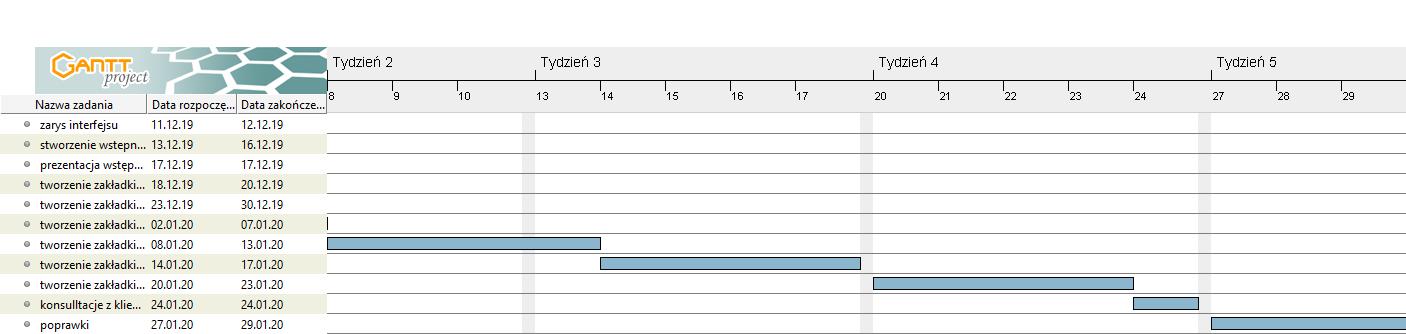 GANTT project
Tydzień 2 Tydzień 3 Tydzień 4 Tydzień 5
8 9 10 13 14 15 16 17 20 21 22 23 24 27 28 29
Nazwa zadania Data rozpoczę... Data zakończe...
zarys interfejsu 11.12.19 12.12.19
stworzenie wstępn... 13.12.19 16.12.19
prezentacja wstęp... 17.12.19 17.12.19
tworzenie zakładki... 18.12.19 20.12.19
tworzenie zakładki... 23.12.19 30.12.19
tworzenie zakładki... 02.01.20 07.01.20
tworzenie zakładki... 08.01.20 13.01.20
tworzenie zakładki... 14.01.20 17.01.20
tworzenie zakładki... 20.01.20 23.01.20
konsulltacje z klie... 24.01.20 24.01.20
poprawki 27.01.20 29.01.20